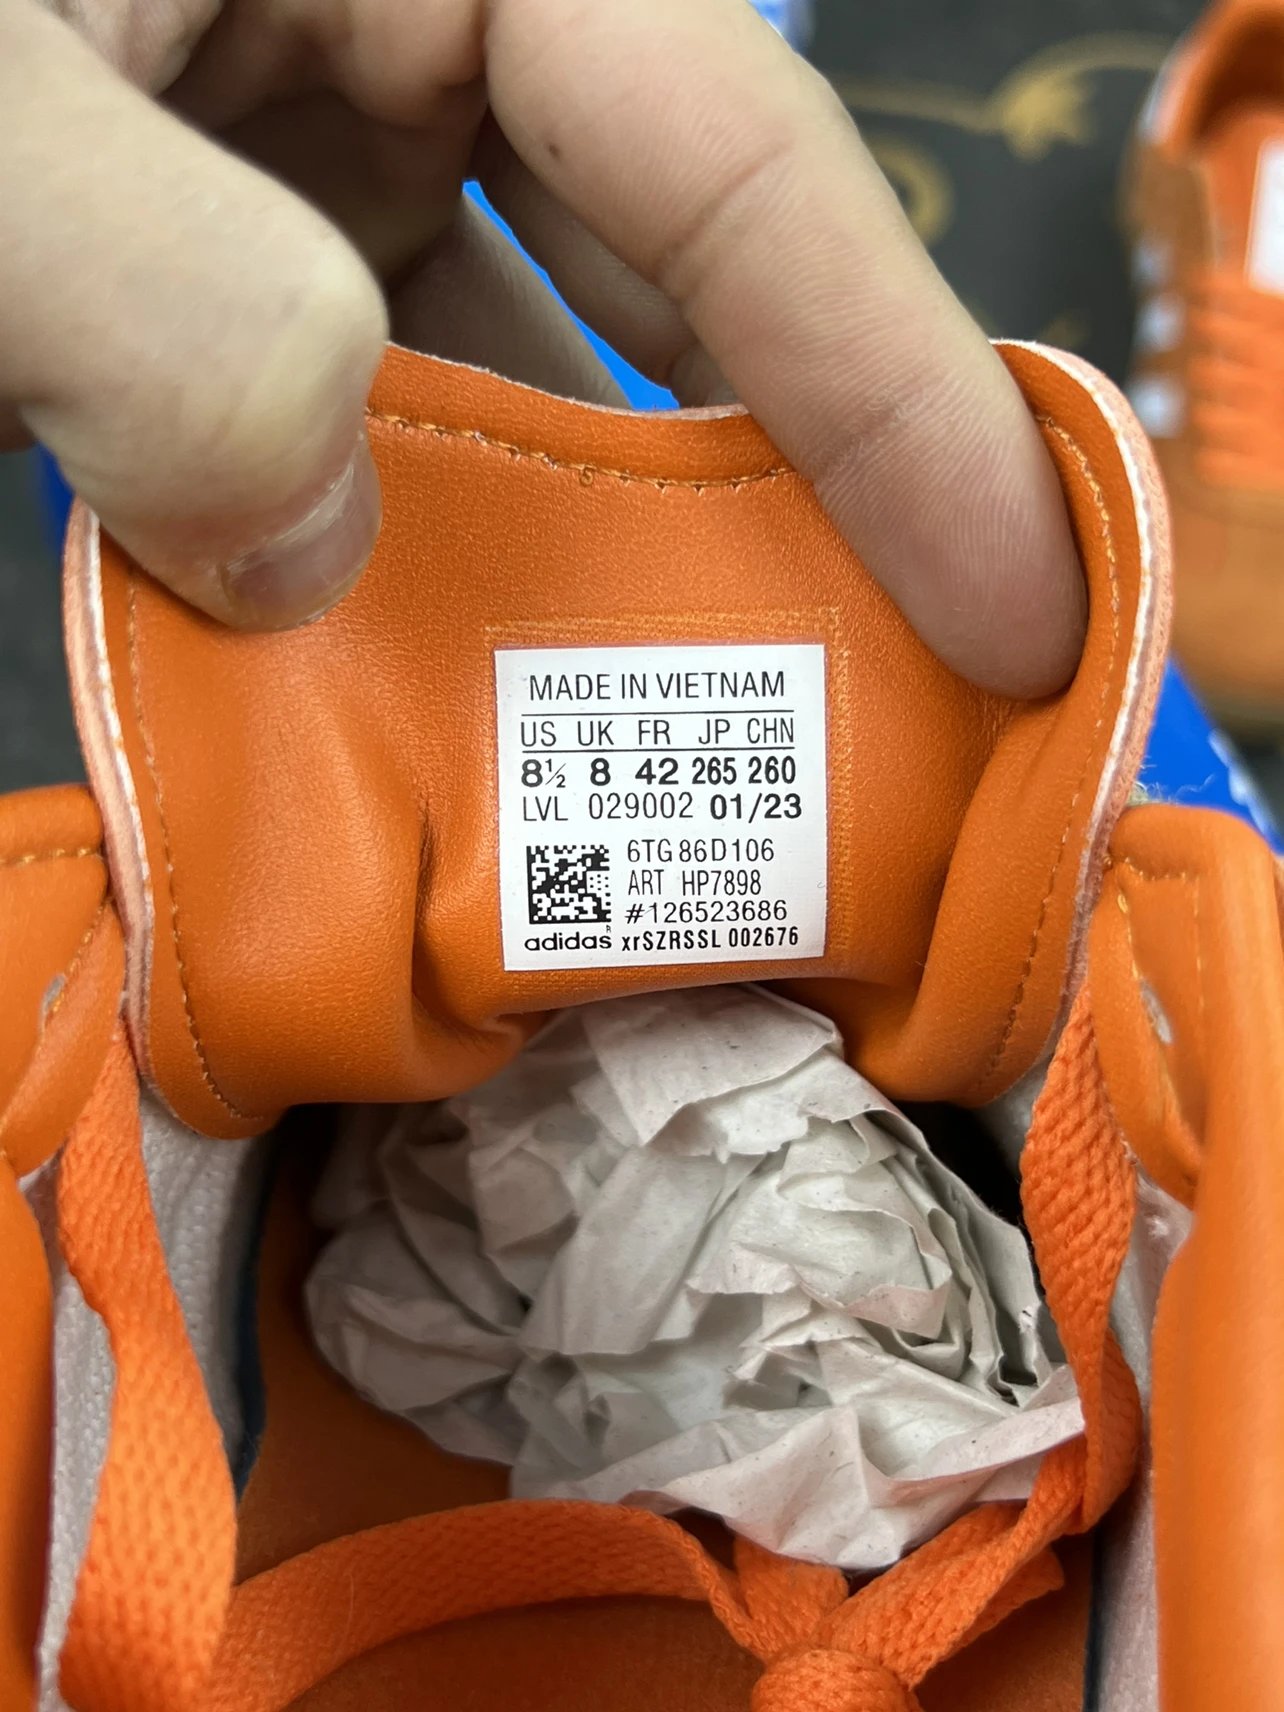 MADE IN VIETNAM
US UK FR JP CHN
8½ 8 42 265 260
LVL 029002 01/23
6TG 86D106
ART HP7898
#126523686
adidas R xrSZRSSL 002676